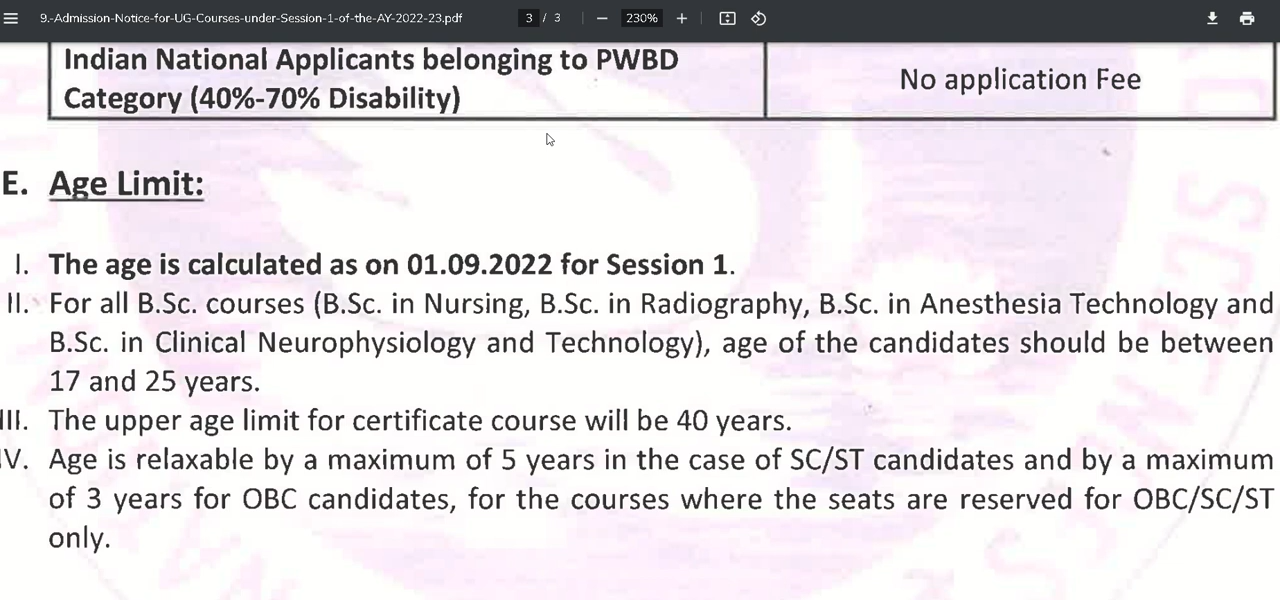 9.-Admission-Notice-for-UG-Courses-under-Session-1-of-the-AY-2022-23.pdf
3 / 3
230%
Indian National Applicants belonging to PWBD
Category (40%-70% Disability)
No application Fee
E. Age Limit:
I. The age is calculated as on 01.09.2022 for Session 1.
II. For all B.Sc. courses (B.Sc. in Nursing, B.Sc. in Radiography, B.Sc. in Anesthesia Technology and
B.Sc. in Clinical Neurophysiology and Technology), age of the candidates should be between
17 and 25 years.
III. The upper age limit for certificate course will be 40 years.
IV. Age is relaxable by a maximum of 5 years in the case of SC/ST candidates and by a maximum
of 3 years for OBC candidates, for the courses where the seats are reserved for OBC/SC/ST
only.